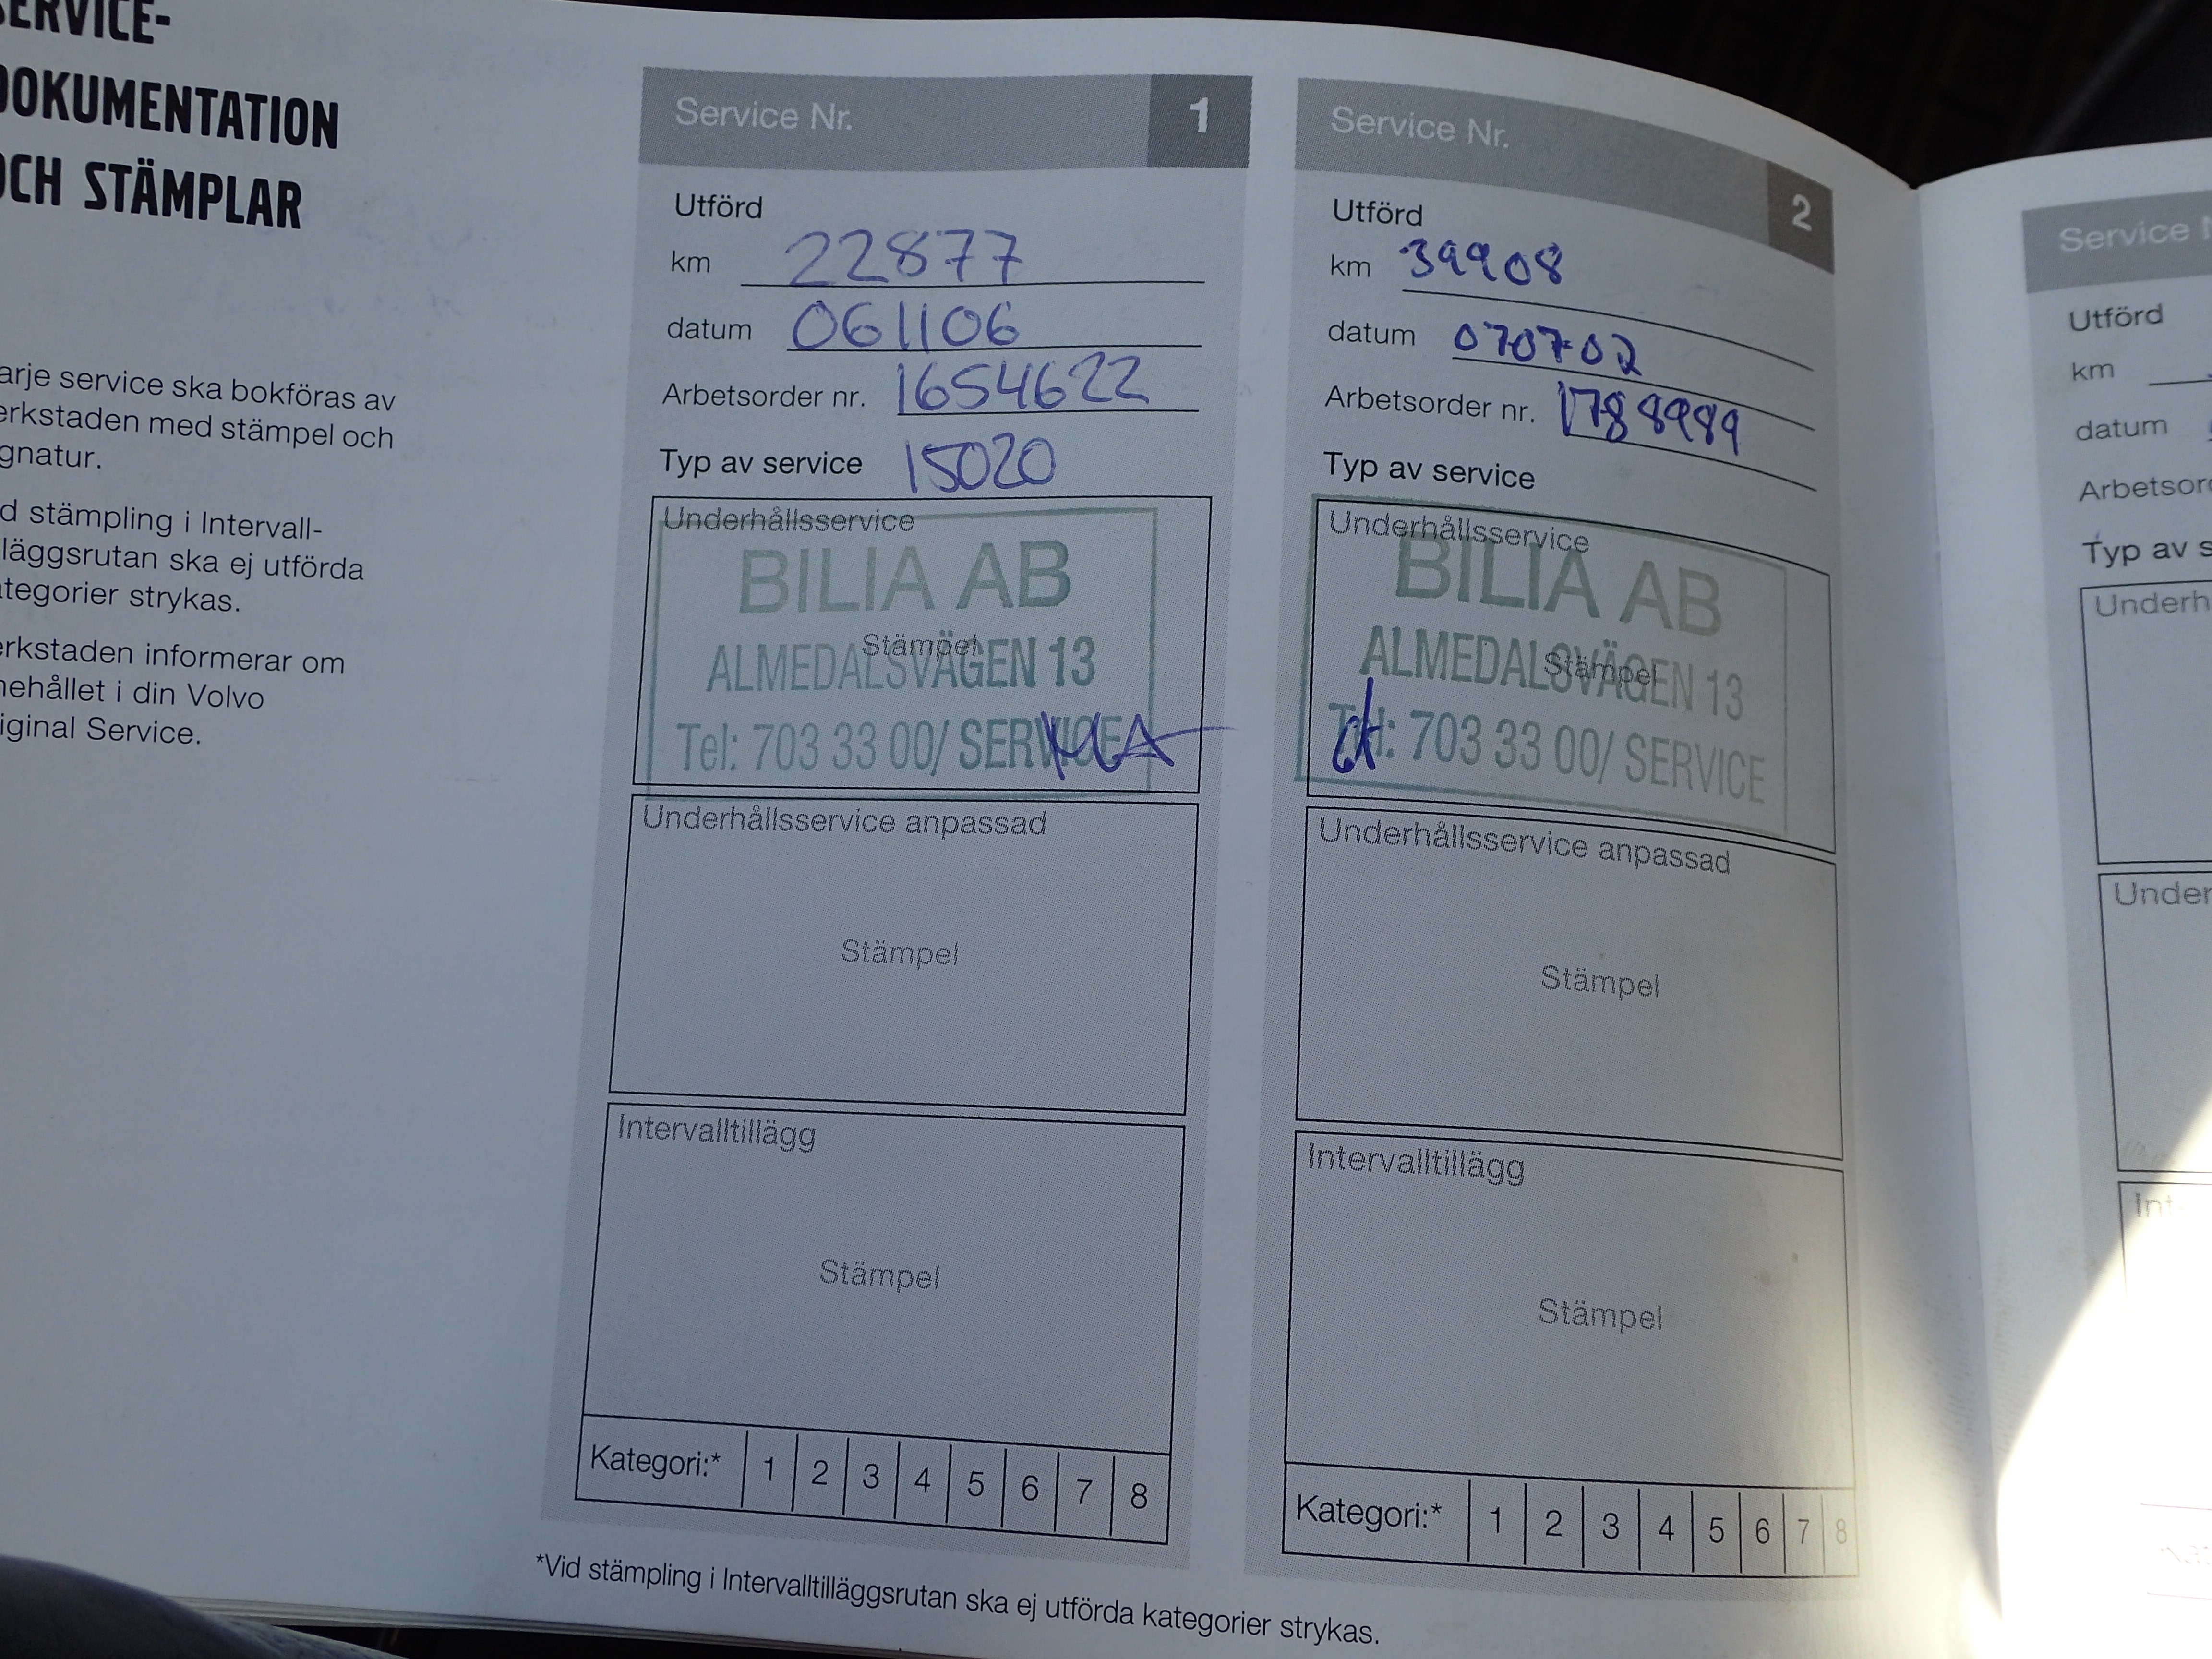 SERVICE-
DOKUMENTATION
OCH STÄMPLAR
arje service ska bokföras av
erkstaden med stämpel och
gnatur.
d stämpling i Intervall-
läggsrutan ska ej utförda
ategorier strykas.
erkstaden informerar om
nehållet i din Volvo
iginal Service.
Service Nr. 1
Utförd
km 22877
datum 061106
Arbetsorder nr. 1654622
Typ av service 15020
Underhållsservice
BILIA AB
Stämpel
ALMEDALSVÄGEN 13
Tel: 703 33 00/ SERVICE
Underhållsservice anpassad
Stämpel
Intervalltillägg
Stämpel
Kategori:* 1 2 3 4 5 6 7 8
Service Nr. 2
Utförd
km 39908
datum 070702
Arbetsorder nr. 1788989
Typ av service
Underhållsservice
BILIA AB
Stämpel
ALMEDALSVÄGEN 13
Tel: 703 33 00/ SERVICE
Underhållsservice anpassad
Stämpel
Intervalltillägg
Stämpel
Kategori:* 1 2 3 4 5 6 7 8
*Vid stämpling i Intervalltilläggsrutan ska ej utförda kategorier strykas.
Service
Utförd
km
datum
Arbetsor
Typ av s
Underh
Under
Int